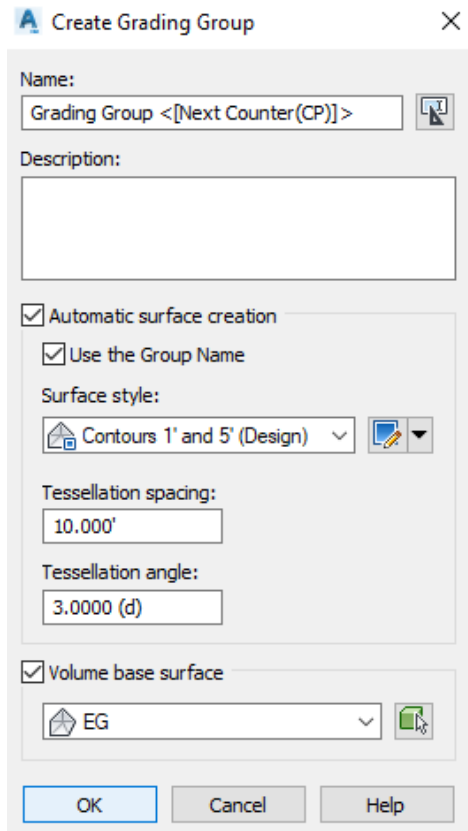 Create Grading Group
Name:
Grading Group <[Next Counter(CP)]>
Description:
Automatic surface creation
Use the Group Name
Surface style:
Contours 1' and 5' (Design)
Tessellation spacing:
10.000'
Tessellation angle:
3.0000 (d)
Volume base surface
EG
OK Cancel Help